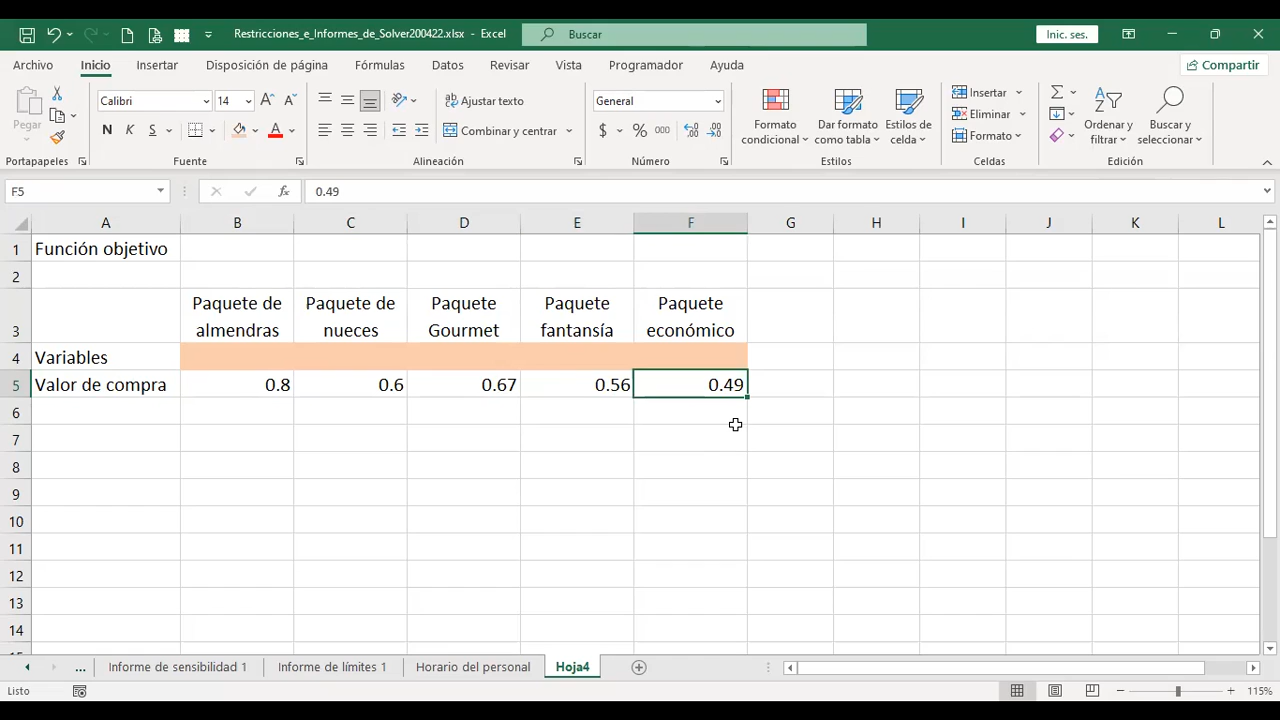 Restricciones_e_Informes_de_Solver200422.xlsx - Excel
Buscar
Inic. ses.
Archivo Inicio Insertar Disposición de página Fórmulas Datos Revisar Vista Programador Ayuda Compartir
Pegar
Calibri 14
N K S
A A
Ajustar texto
Combinar y centrar
General
$ % 000
Formato condicional
Dar formato como tabla
Estilos de celda
Insertar
Eliminar
Formato
Ordenar y filtrar
Buscar y seleccionar
Portapapeles Fuente Alineación Número Estilos Celdas Edición
F5 fx 0.49
A B C D E F G H I J K L
1 Función objetivo
2
3 Paquete de almendras Paquete de nueces Paquete Gourmet Paquete fantansía Paquete económico
4 Variables
5 Valor de compra 0.8 0.6 0.67 0.56 0.49
6
7
8
9
10
11
12
13
14
15
... Informe de sensibilidad 1 Informe de límites 1 Horario del personal Hoja4
Listo 115%